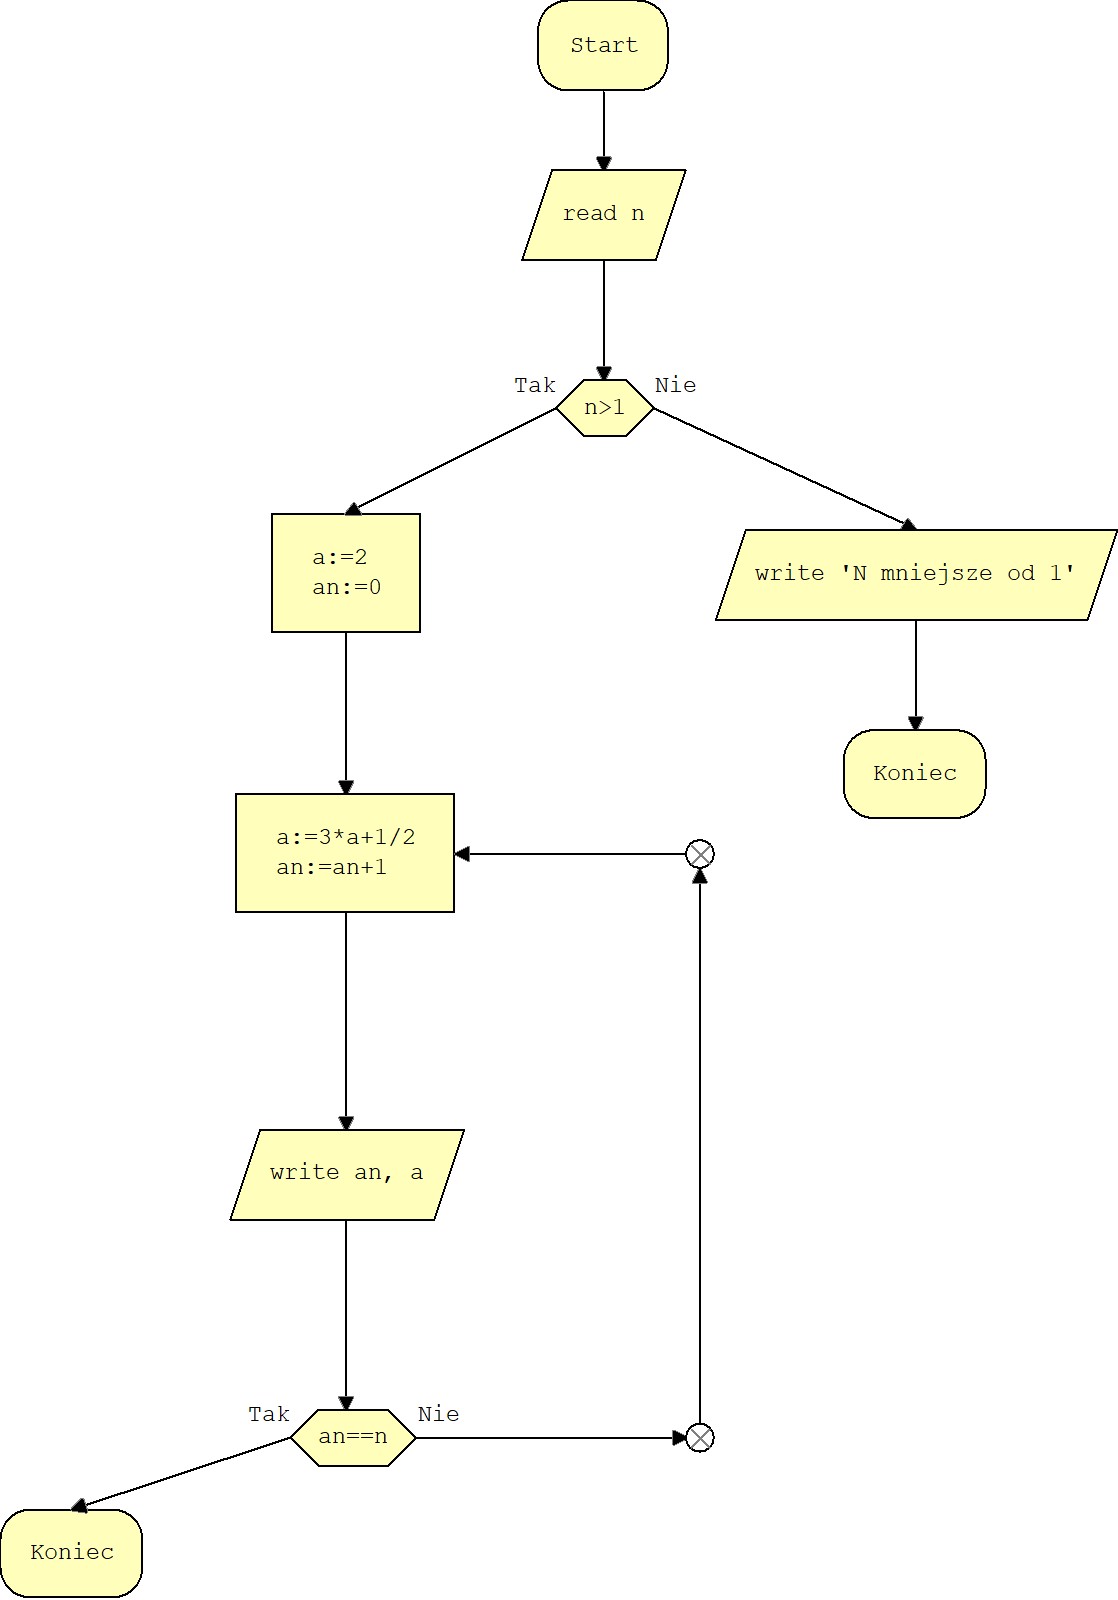 Start
read n
Tak
n>1
Nie
a:=2
an:=0
write 'N mniejsze od 1'
Koniec
a:=3*a+1/2
an:=an+1
write an, a
Tak
an==n
Nie
Koniec